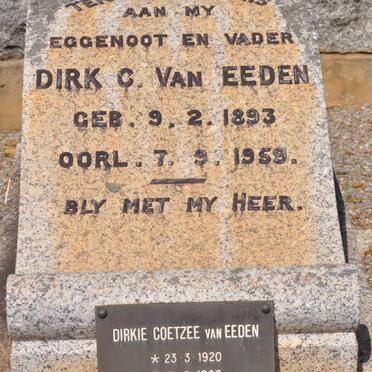 AAN MY
EGGENOOT EN VADER
DIRK C. VAN EEDEN
GEB. 9. 2. 1893
OORL. 7. 9. 1959.
BLY MET MY HEER.
DIRKIE COETZEE VAN EEDEN
* 23·3·1920